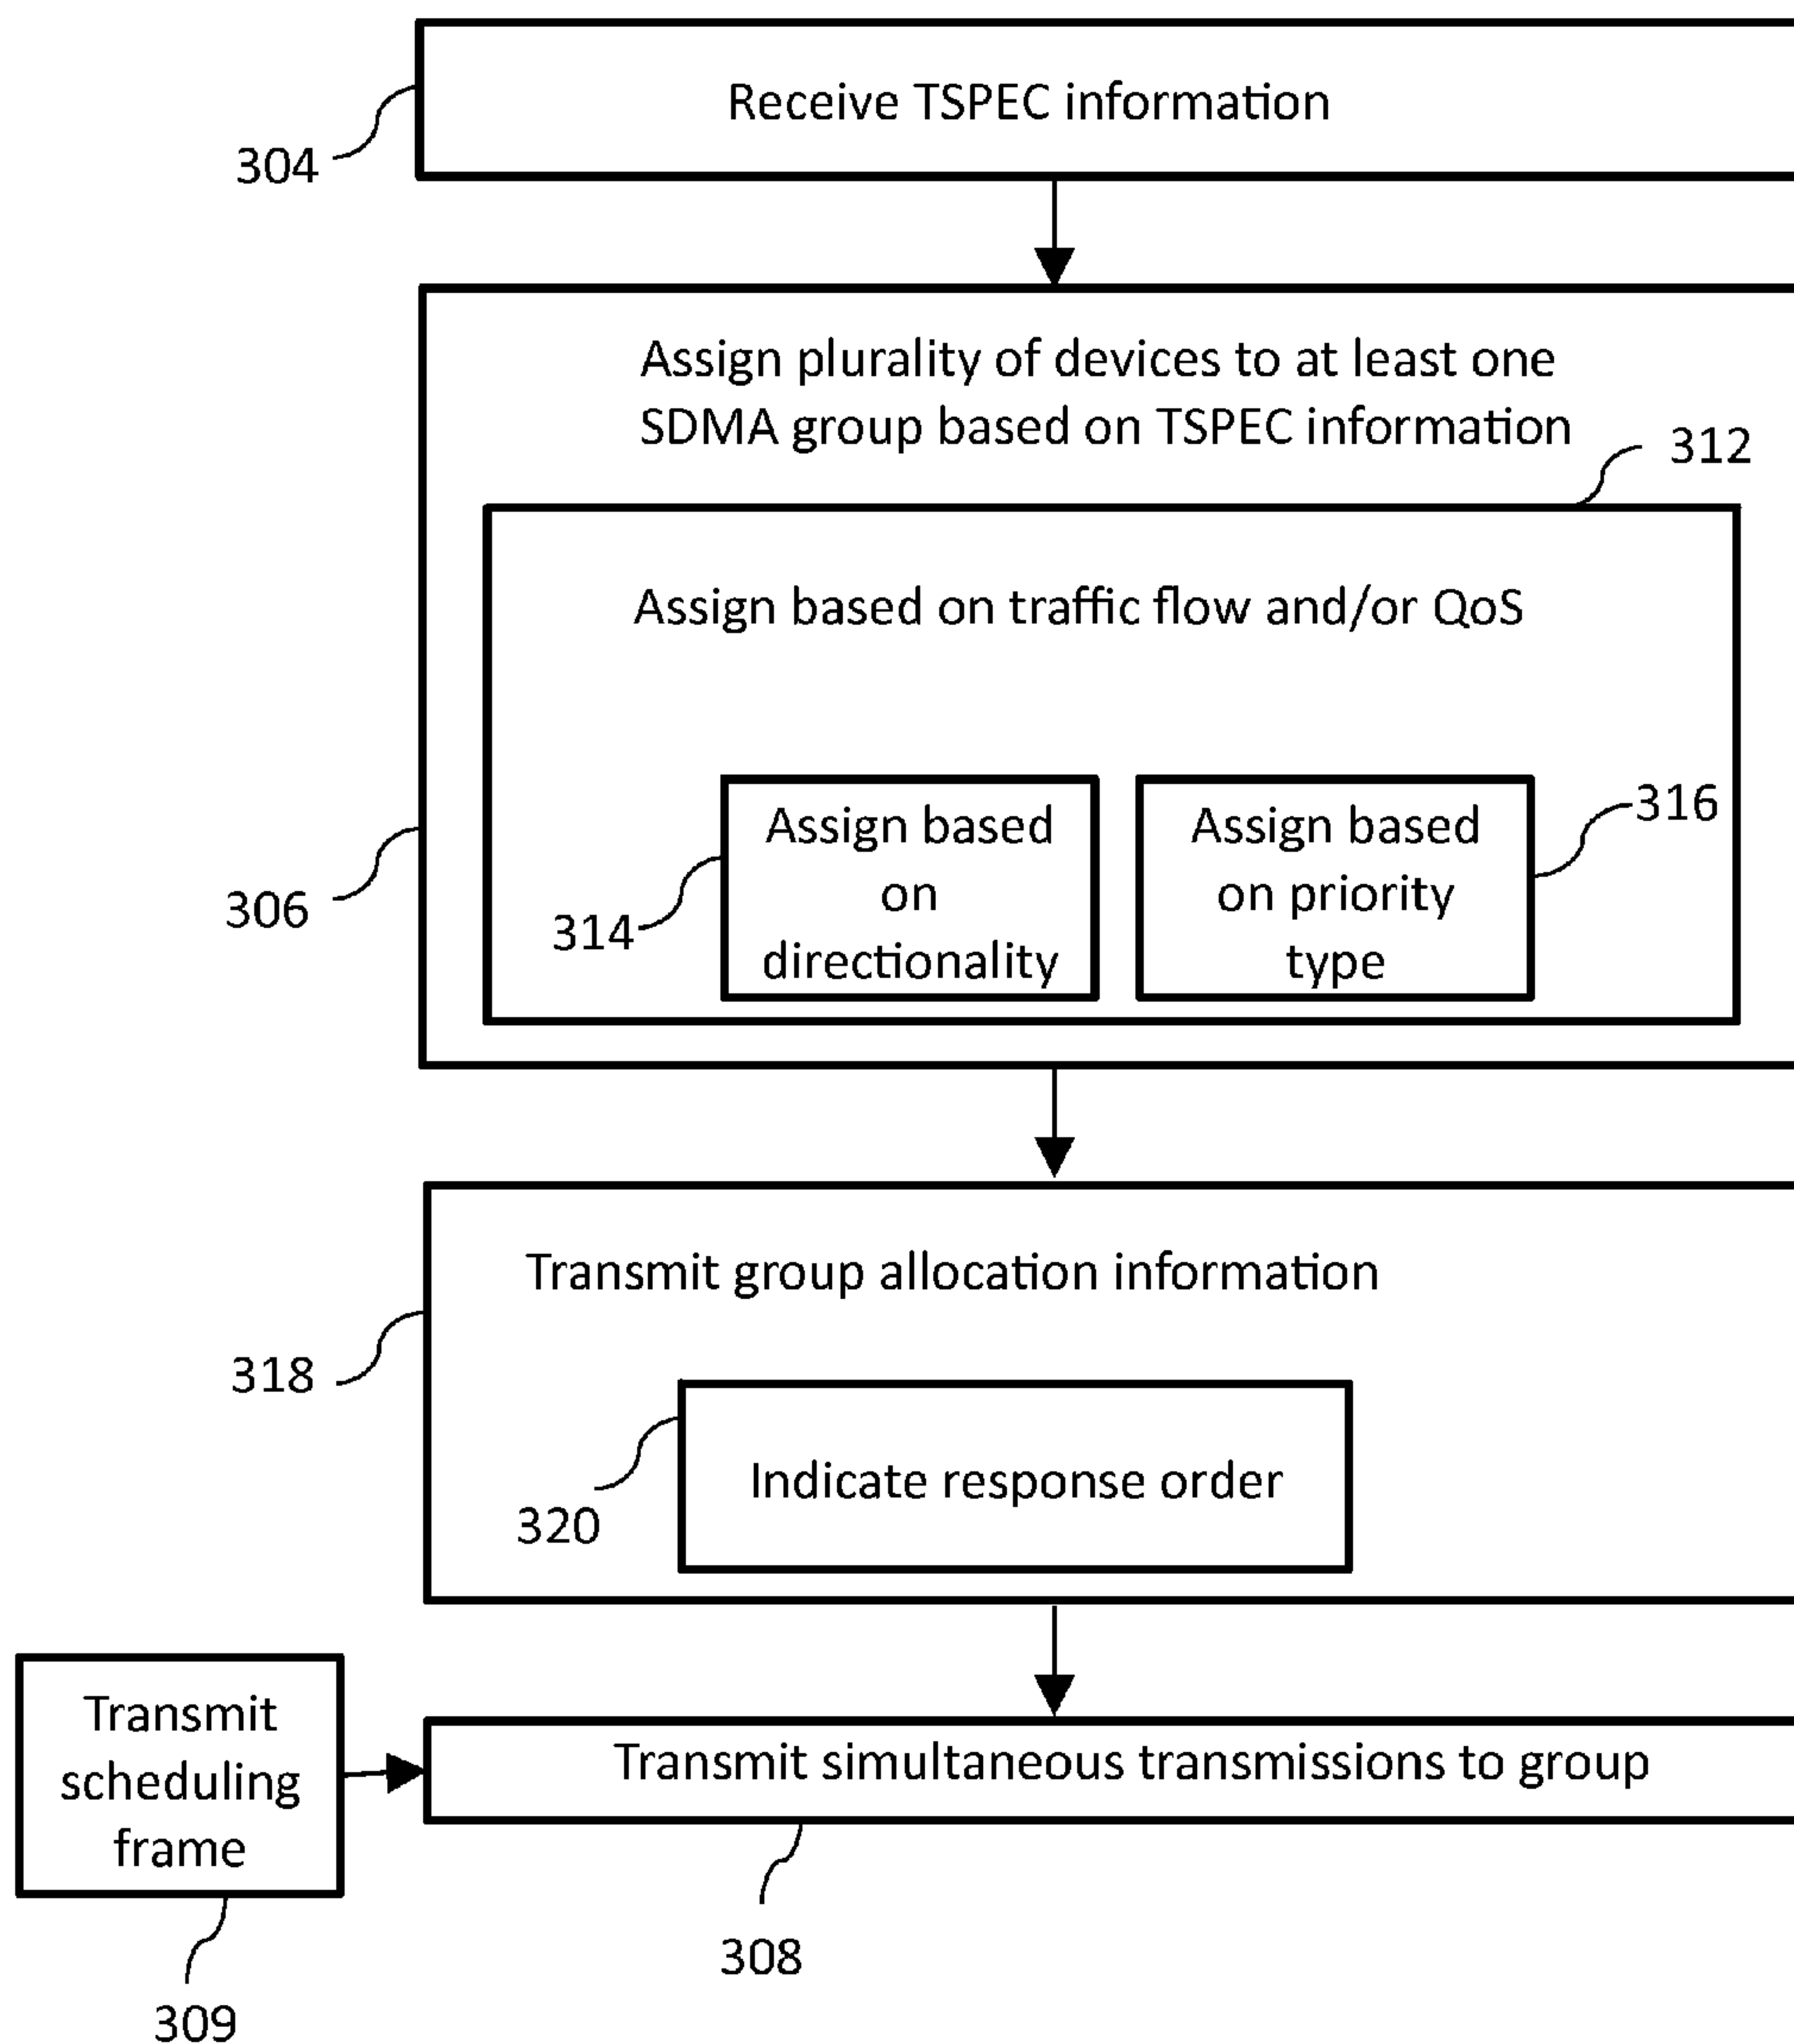 Receive TSPEC information
304
Assign plurality of devices to at least one
SDMA group based on TSPEC information
312
Assign based on traffic flow and/or QoS
Assign based
on
directionality
314
Assign based
on priority
type
316
306
Transmit group allocation information
318
Indicate response order
320
Transmit
scheduling
frame
309
Transmit simultaneous transmissions to group
308